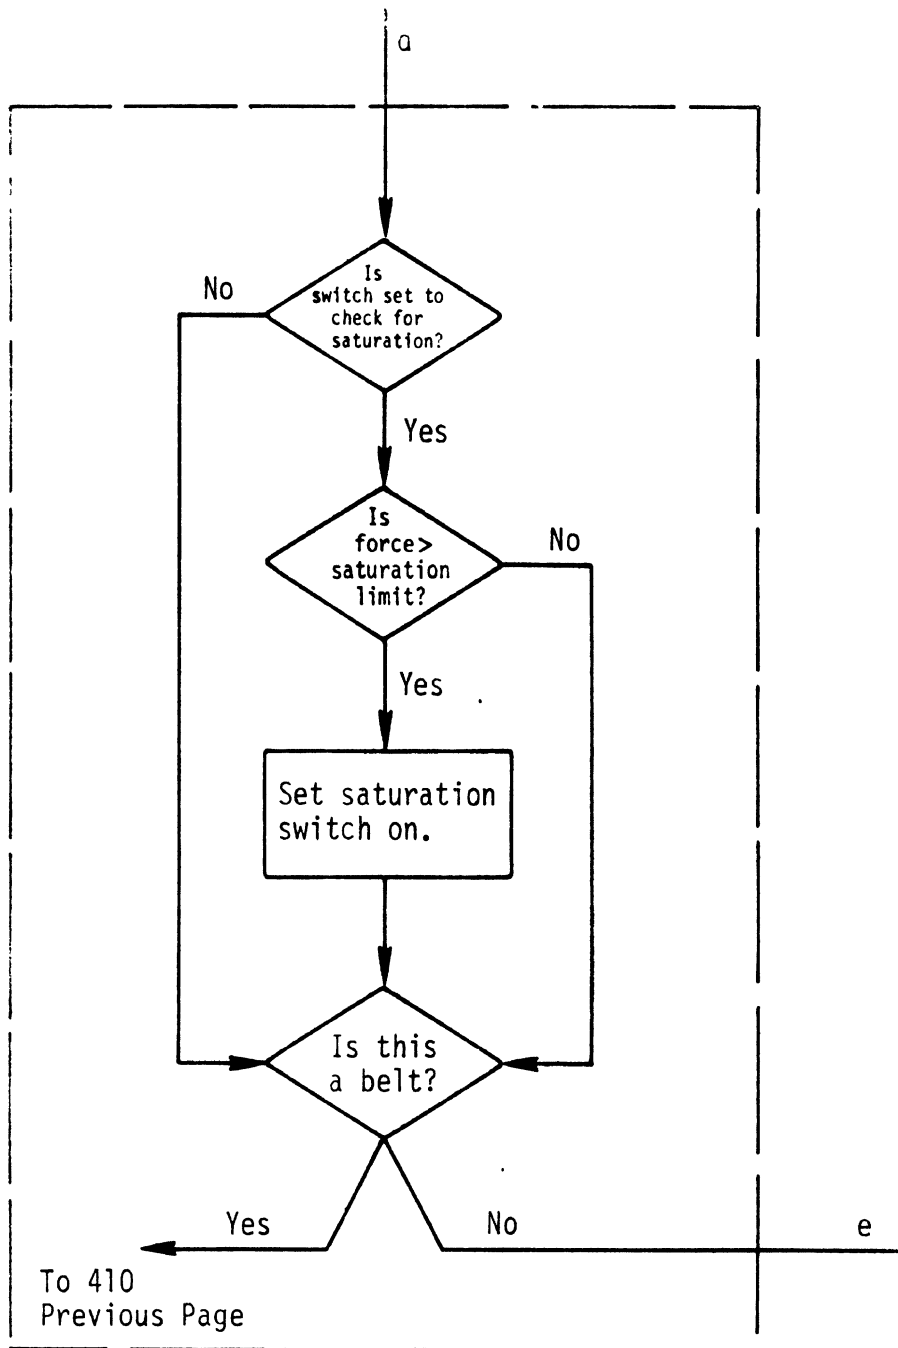 a
Is
switch set to
check for
saturation?
No
Yes
Is
force>
saturation
limit?
No
Yes
Set saturation
switch on.
Is this
a belt?
Yes
No
e
To 410
Previous Page